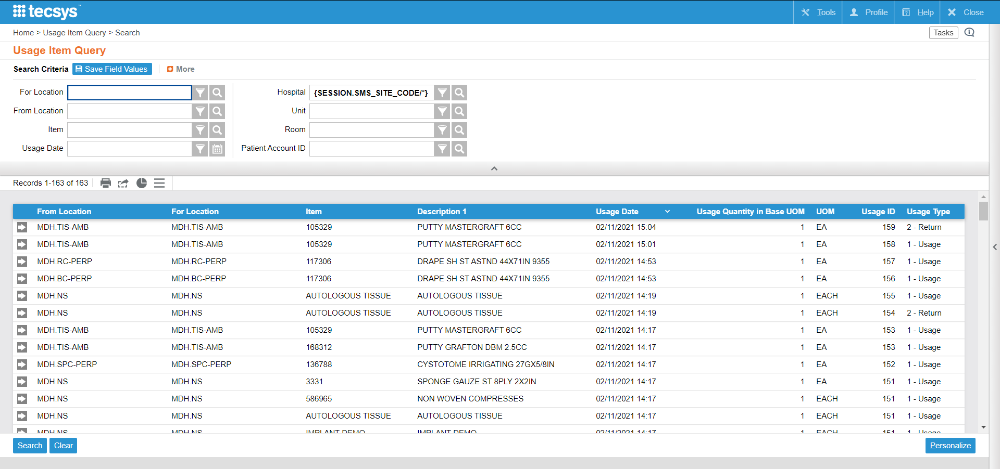 tecsys™
Tools Profile Help Close
Home > Usage Item Query > Search
Tasks
Usage Item Query
Search Criteria Save Field Values More
For Location Hospital {SESSION.SMS_SITE_CODE/*}
From Location Unit
Item Room
Usage Date Patient Account ID
Records 1-163 of 163
From Location For Location Item Description 1 Usage Date Usage Quantity in Base UOM UOM Usage ID Usage Type
MDH.TIS-AMB MDH.TIS-AMB 105329 PUTTY MASTERGRAFT 6CC 02/11/2021 15:04 1 EA 159 2 - Return
MDH.TIS-AMB MDH.TIS-AMB 105329 PUTTY MASTERGRAFT 6CC 02/11/2021 15:01 1 EA 158 1 - Usage
MDH.RC-PERP MDH.RC-PERP 117306 DRAPE SH ST ASTND 44X71IN 9355 02/11/2021 14:53 1 EA 157 1 - Usage
MDH.BC-PERP MDH.BC-PERP 117306 DRAPE SH ST ASTND 44X71IN 9355 02/11/2021 14:53 1 EA 156 1 - Usage
MDH.NS MDH.NS AUTOLOGOUS TISSUE AUTOLOGOUS TISSUE 02/11/2021 14:19 1 EACH 155 1 - Usage
MDH.NS MDH.NS AUTOLOGOUS TISSUE AUTOLOGOUS TISSUE 02/11/2021 14:19 1 EACH 154 2 - Return
MDH.TIS-AMB MDH.TIS-AMB 105329 PUTTY MASTERGRAFT 6CC 02/11/2021 14:17 1 EA 153 1 - Usage
MDH.TIS-AMB MDH.TIS-AMB 168312 PUTTY GRAFTON DBM 2.5CC 02/11/2021 14:17 1 EA 153 1 - Usage
MDH.SPC-PERP MDH.SPC-PERP 136788 CYSTOTOME IRRIGATING 27GX5/8IN 02/11/2021 14:17 1 EA 152 1 - Usage
MDH.NS MDH.NS 3331 SPONGE GAUZE ST 8PLY 2X2IN 02/11/2021 14:17 1 EA 151 1 - Usage
MDH.NS MDH.NS 586965 NON WOVEN COMPRESSES 02/11/2021 14:17 1 EACH 151 1 - Usage
MDH.NS MDH.NS AUTOLOGOUS TISSUE AUTOLOGOUS TISSUE 02/11/2021 14:17 1 EACH 151 1 - Usage
MDH.NS MDH.NS IMPLANT DEMO IMPLANT DEMO 02/11/2021 14:17 1 EACH 151 1 - Usage
Search Clear Personalize